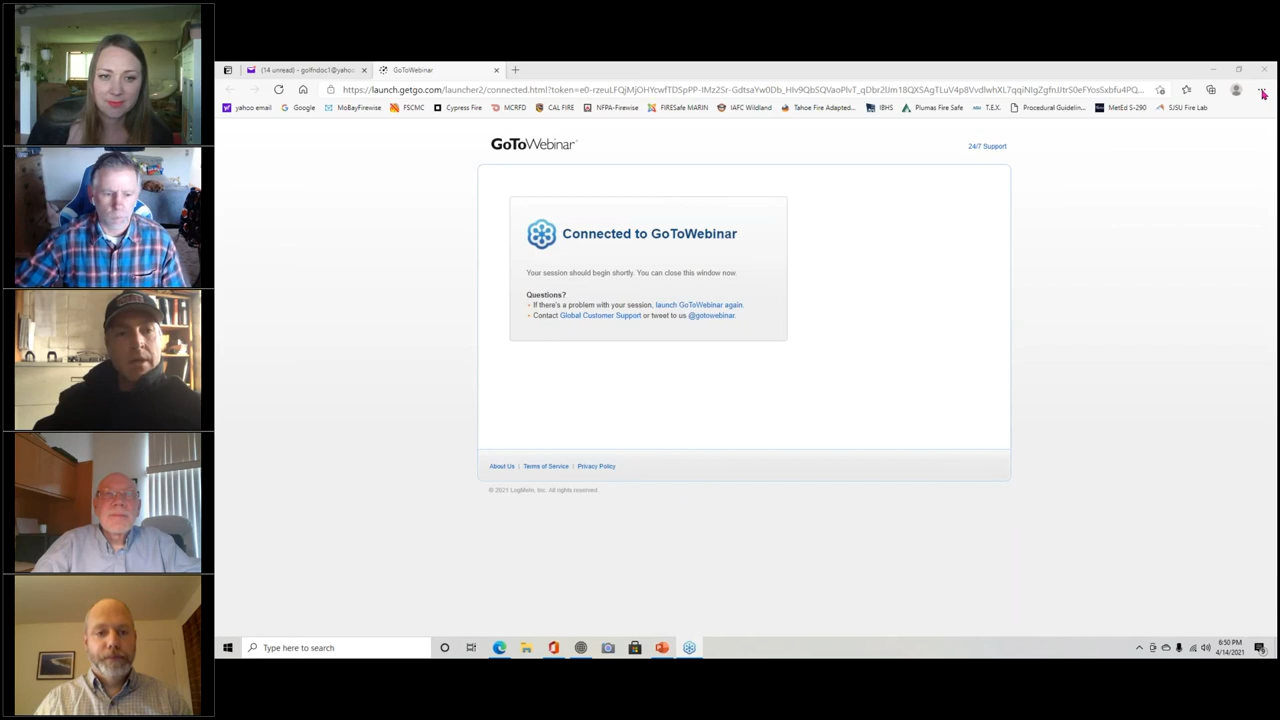 (14 unread) - golfndoc1@yaho
GoToWebinar
yahoo email
Google
MoBayFirewise
FSCMC
Cypress Fire
MCRFD
CAL FIRE
NFPA-Firewise
FIRESafe MARIN
IAFC Wildland
Tahoe Fire Adapted...
IBHS
Plumas Fire Safe
T.E.X.
Procedural Guidelin...
MetEd S-290
SJSU Fire Lab
GoToWebinar
24/7 Support
Connected to GoToWebinar
Your session should begin shortly. You can close this window now.
Questions?
If there's a problem with your session, launch GoToWebinar again.
Contact Global Customer Support or tweet to us @gotowebinar.
About Us | Terms of Service | Privacy Policy
© 2021 LogMeIn, Inc. All rights reserved.
Type here to search
6:50 PM
4/14/2021